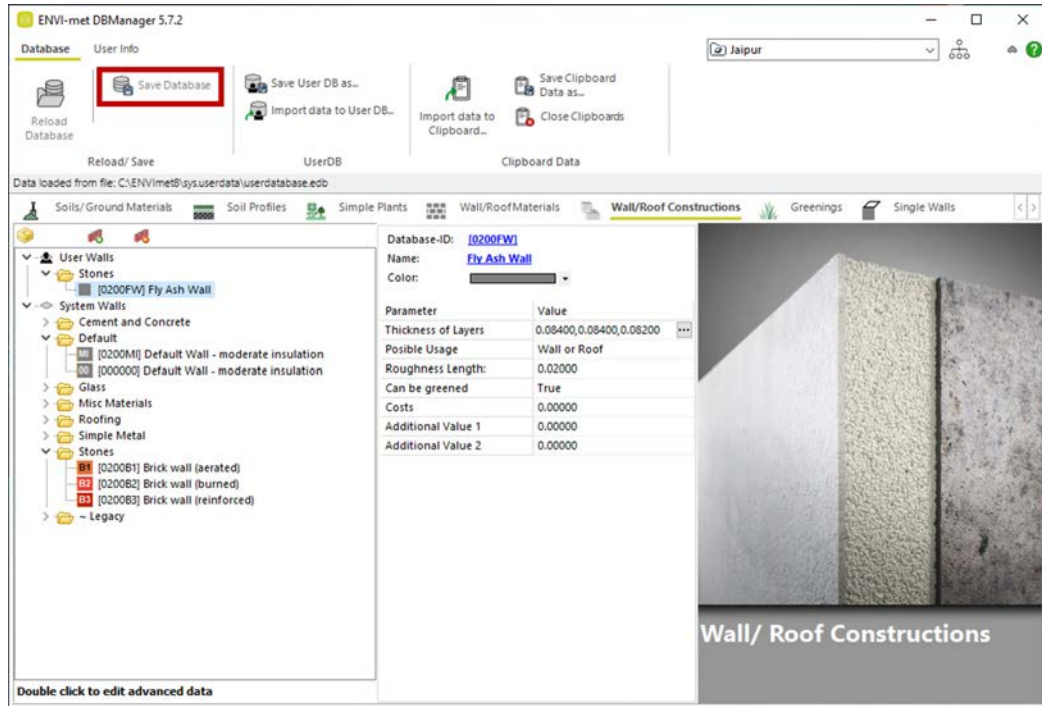 ENVI-met DBManager 5.7.2
Database User Info
Jaipur
Reload Database
Save Database
Save User DB as...
Import data to User DB...
Import data to Clipboard...
Save Clipboard Data as...
Close Clipboards
Reload/ Save UserDB Clipboard Data
Data loaded from file: C:\ENVImet8\sys.userdata\userdatabase.edb
Soils/ Ground Materials Soil Profiles Simple Plants Wall/Roof Materials Wall/Roof Constructions Greenings Single Walls
User Walls
Stones
[0200FW] Fly Ash Wall
System Walls
Cement and Concrete
Default
MI [0200MI] Default Wall - moderate insulation
00 [000000] Default Wall - moderate insulation
Glass
Misc Materials
Roofing
Simple Metal
Stones
B1 [0200B1] Brick wall (aerated)
B2 [0200B2] Brick wall (burned)
B3 [0200B3] Brick wall (reinforced)
~ Legacy
Double click to edit advanced data
Database-ID: [0200FW]
Name: Fly Ash Wall
Color:
Parameter Value
Thickness of Layers 0.08400,0.08400,0.08200 ...
Posible Usage Wall or Roof
Roughness Length: 0.02000
Can be greened True
Costs 0.00000
Additional Value 1 0.00000
Additional Value 2 0.00000
Wall/ Roof Constructions